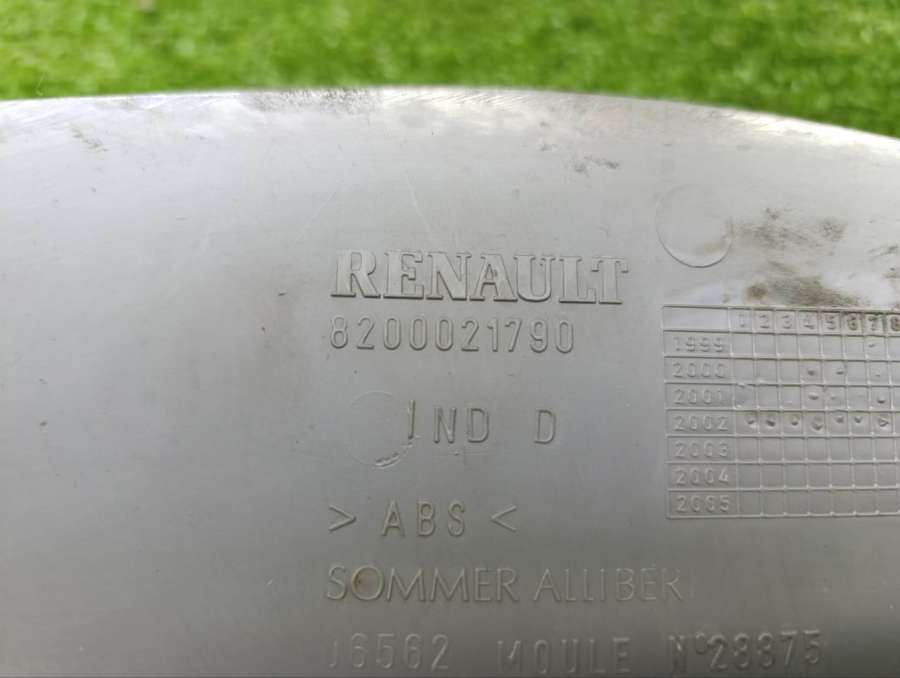 RENAULT
8200021790
IND D
> ABS <
SOMMER ALLIBERT
J6562 MOULE N°28875
1 2 3 4 5 6 7 8
1999
2000
2001
2002
2003
2004
2005